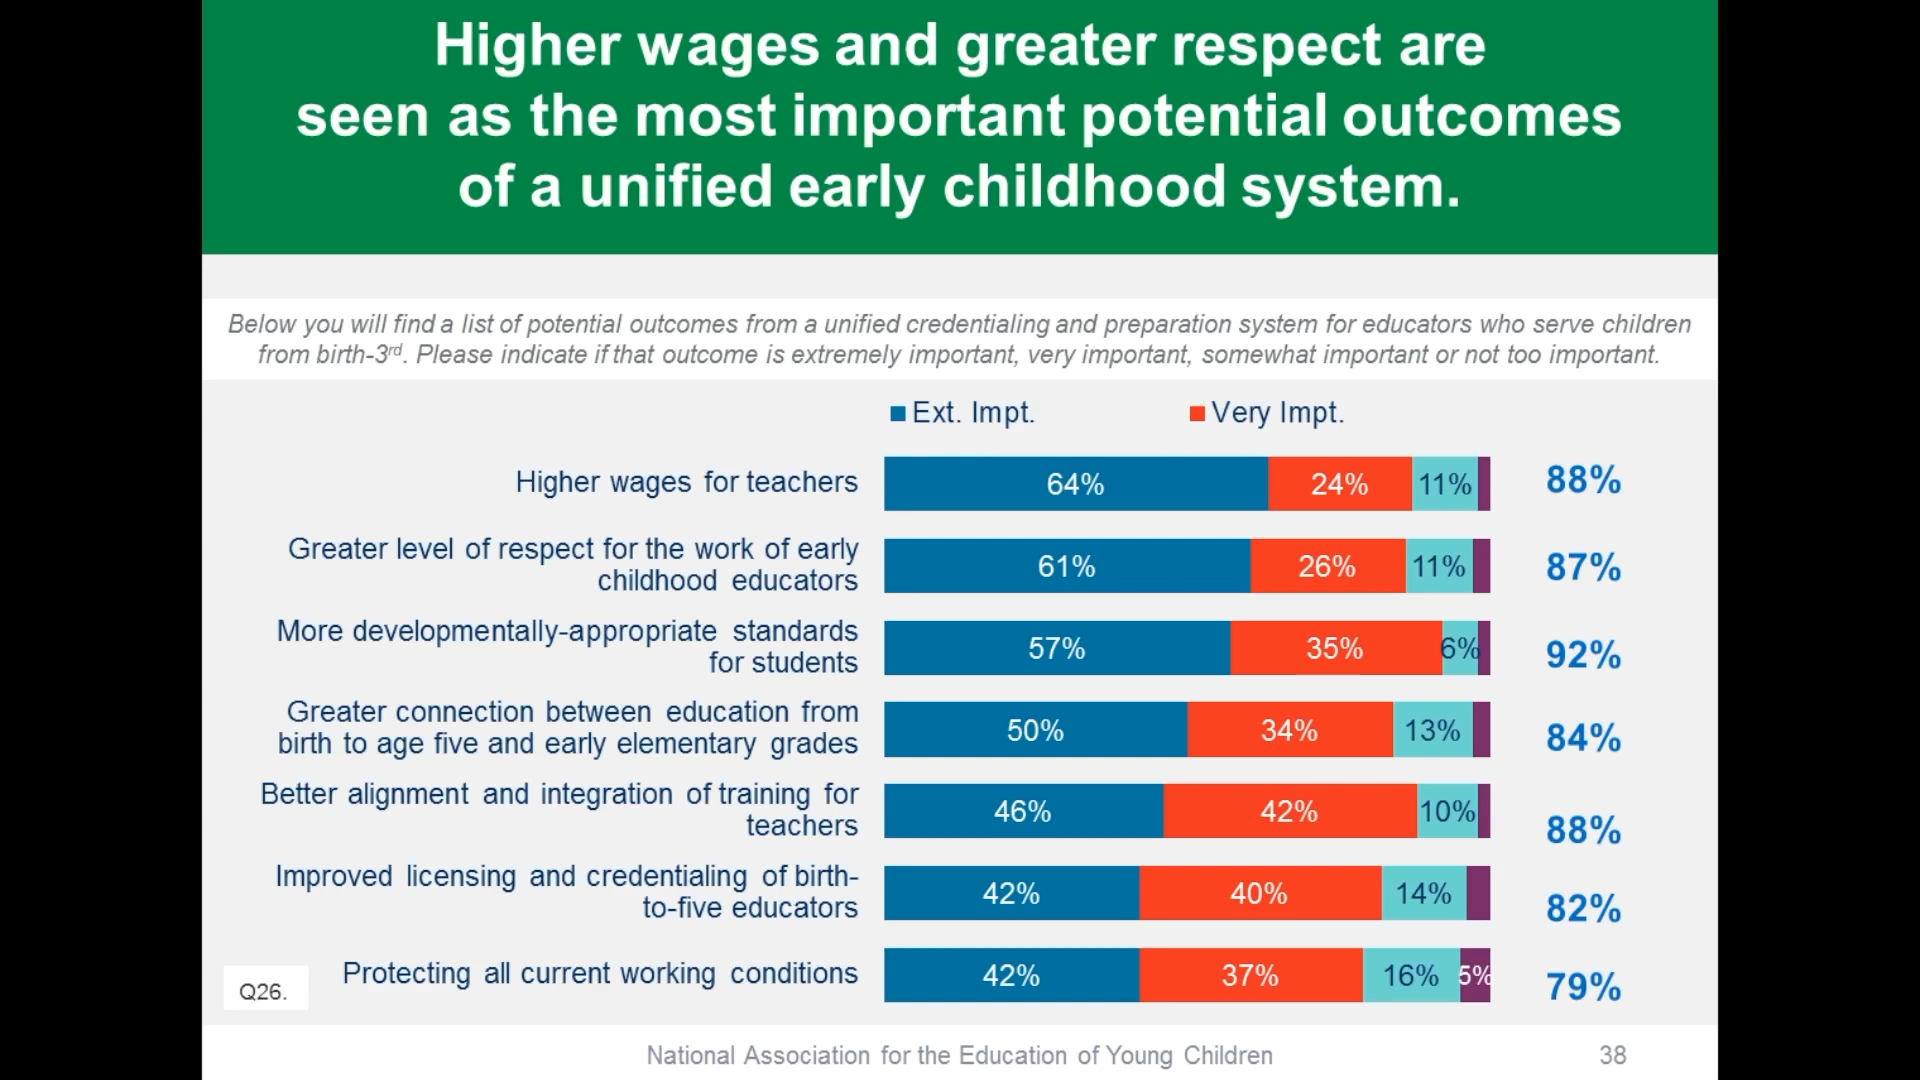 Higher wages and greater respect are
seen as the most important potential outcomes
of a unified early childhood system.
Below you will find a list of potential outcomes from a unified credentialing and preparation system for educators who serve children
from birth-3rd. Please indicate if that outcome is extremely important, very important, somewhat important or not too important.
Ext. Impt. Very Impt.
Higher wages for teachers 64% 24% 11% 88%
Greater level of respect for the work of early
childhood educators 61% 26% 11% 87%
More developmentally-appropriate standards
for students 57% 35% 6% 92%
Greater connection between education from
birth to age five and early elementary grades 50% 34% 13% 84%
Better alignment and integration of training for
teachers 46% 42% 10% 88%
Improved licensing and credentialing of birth-
to-five educators 42% 40% 14% 82%
Protecting all current working conditions 42% 37% 16% 5% 79%
Q26.
National Association for the Education of Young Children 38